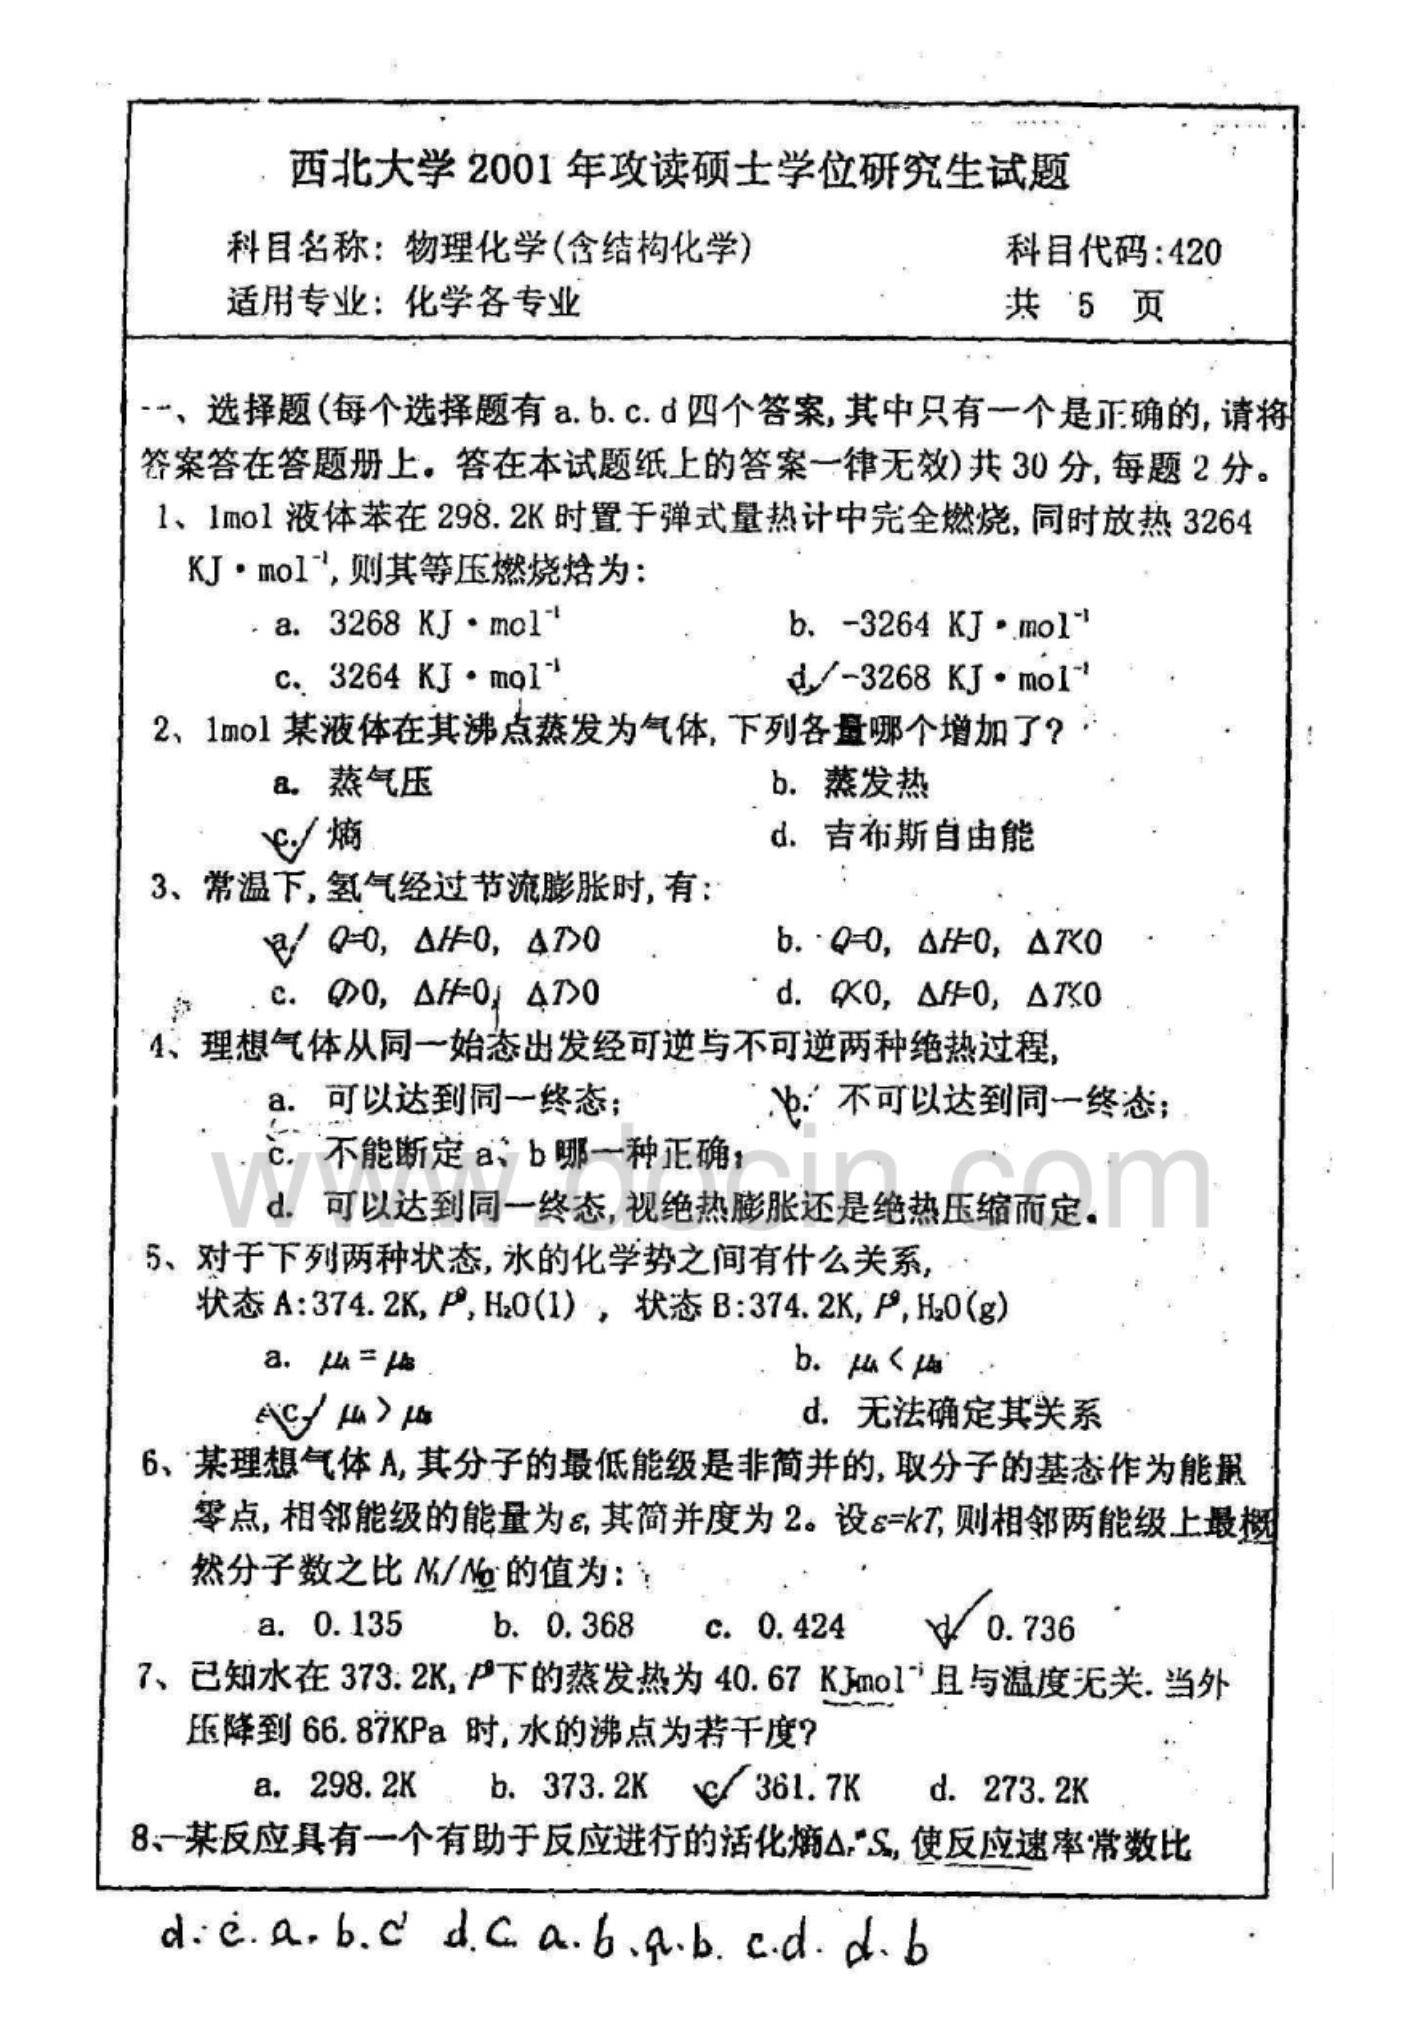 西北大学2001年攻读硕士学位研究生试题
科目名称: 物理化学(含结构化学) 科目代码:420
适用专业: 化学各专业 共 5 页
一、选择题(每个选择题有a.b.c.d四个答案,其中只有一个是正确的,请将
答案答在答题册上。答在本试题纸上的答案一律无效)共30分,每题2分。
1、1mol液体苯在298.2K时置于弹式量热计中完全燃烧,同时放热3264
KJ·mol⁻¹,则其等压燃烧焓为:
a. 3268 KJ·mol⁻¹ b. -3264 KJ·mol⁻¹
c. 3264 KJ·mol⁻¹ d. -3268 KJ·mol⁻¹
2、1mol某液体在其沸点蒸发为气体,下列各量哪个增加了?
a. 蒸气压 b. 蒸发热
c. 熵 d. 吉布斯自由能
3、常温下,氢气经过节流膨胀时,有:
a. Q=0, ΔH=0, ΔT>0 b. Q=0, ΔH=0, ΔT<0
c. Q>0, ΔH=0, ΔT>0 d. Q<0, ΔH=0, ΔT<0
4、理想气体从同一始态出发经可逆与不可逆两种绝热过程,
a. 可以达到同一终态; b. 不可以达到同一终态;
c. 不能断定a、b哪一种正确;
d. 可以达到同一终态,视绝热膨胀还是绝热压缩而定。
www.docin.com
5、对于下列两种状态,水的化学势之间有什么关系,
状态A:374.2K, P°, H₂O(l) , 状态B:374.2K, P°, H₂O(g)
a. μA = μB b. μA < μB
c. μA > μB d. 无法确定其关系
6、某理想气体A,其分子的最低能级是非简并的,取分子的基态作为能量
零点,相邻能级的能量为ε,其简并度为2。设ε=kT,则相邻两能级上最概
然分子数之比N₁/N₀的值为:
a. 0.135 b. 0.368 c. 0.424 d. 0.736
7、已知水在373.2K, P°下的蒸发热为40.67 KJmol⁻¹且与温度无关.当外
压降到66.87KPa 时,水的沸点为若干度?
a. 298.2K b. 373.2K c. 361.7K d. 273.2K
8、某反应具有一个有助于反应进行的活化熵Δr≠Sm,使反应速率常数比
d. c. a. b. c d. c a. b. a. b. c. d. d. b